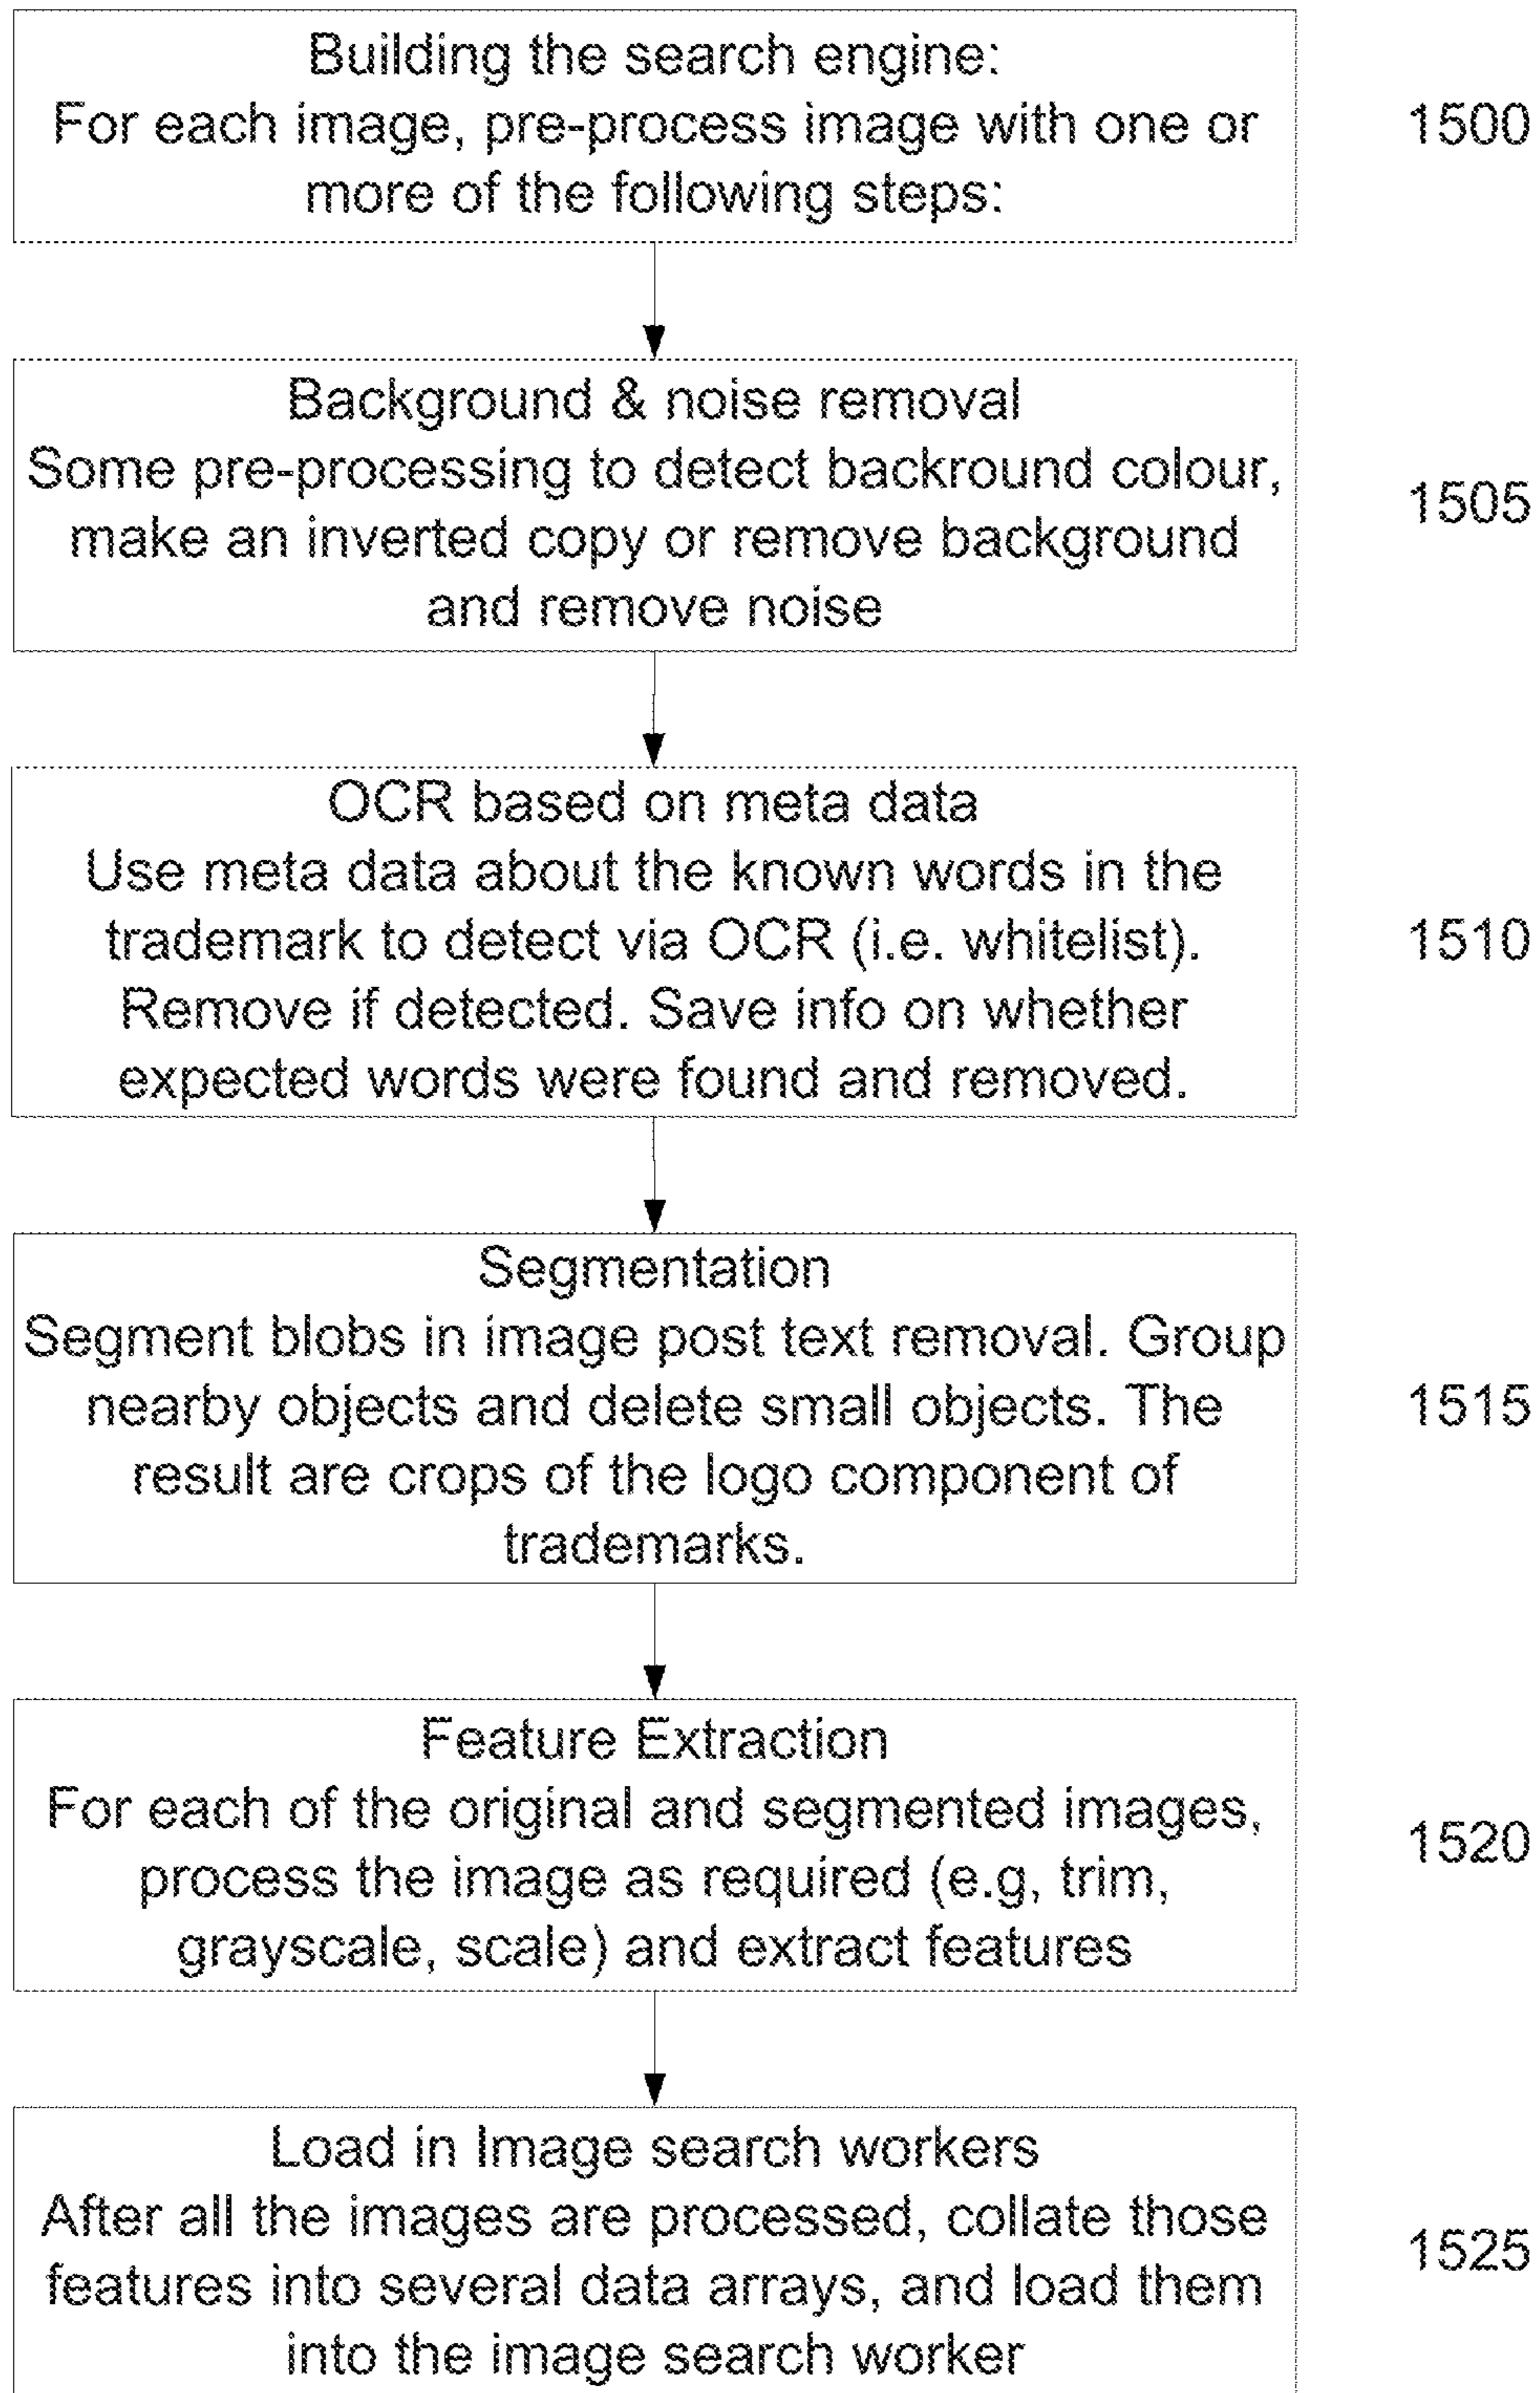 Building the search engine:
For each image, pre-process image with one or
more of the following steps:
1500
Background & noise removal
Some pre-processing to detect backround colour,
make an inverted copy or remove background
and remove noise
1505
OCR based on meta data
Use meta data about the known words in the
trademark to detect via OCR (i.e. whitelist).
Remove if detected. Save info on whether
expected words were found and removed.
1510
Segmentation
Segment blobs in image post text removal. Group
nearby objects and delete small objects. The
result are crops of the logo component of
trademarks.
1515
Feature Extraction
For each of the original and segmented images,
process the image as required (e.g, trim,
grayscale, scale) and extract features
1520
Load in Image search workers
After all the images are processed, collate those
features into several data arrays, and load them
into the image search worker
1525